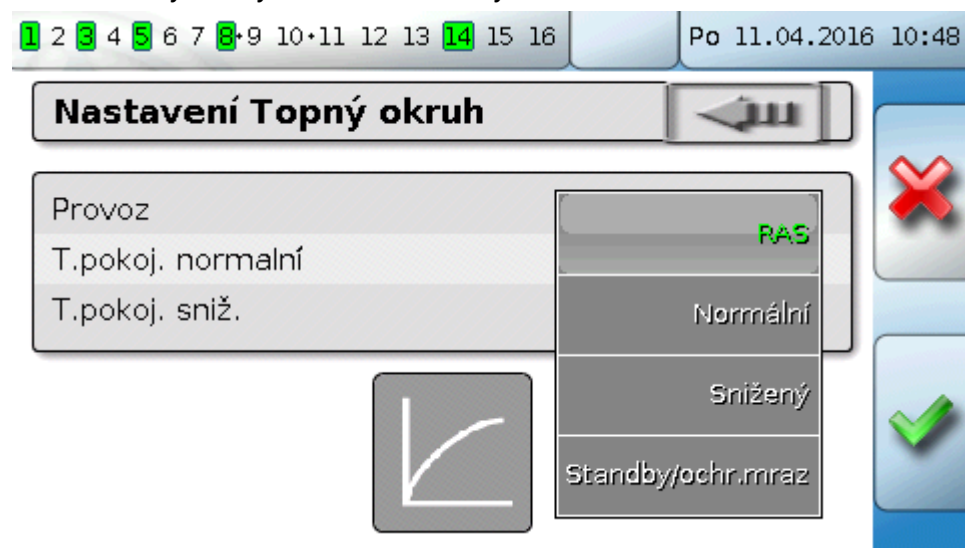 1 2 3 4 5 6 7 8•9 10•11 12 13 14 15 16
Po 11.04.2016 10:48
Nastavení Topný okruh
Provoz
T.pokoj. normalní
T.pokoj. sniž.
RAS
Normální
Snižený
Standby/ochr.mraz